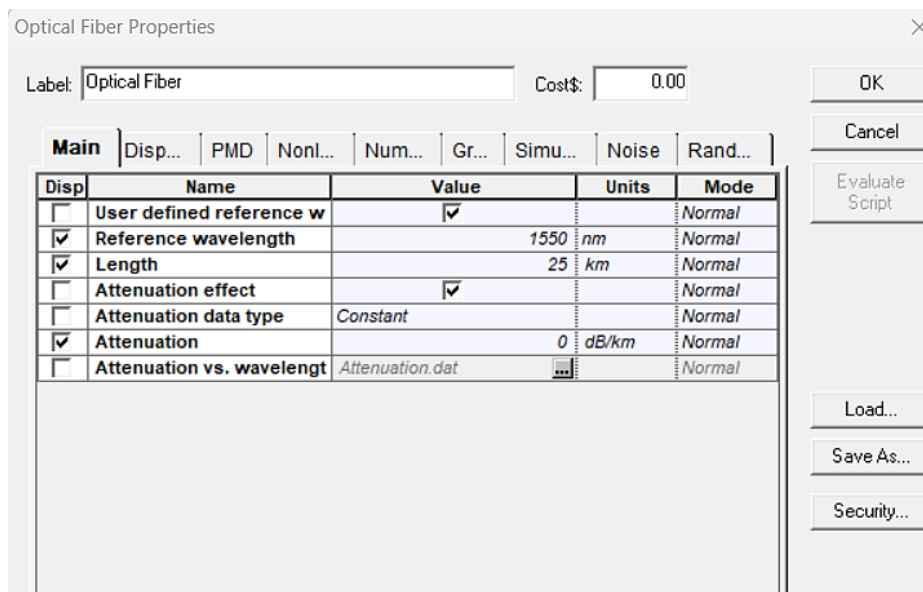 Optical Fiber Properties
Label: Optical Fiber Cost$: 0.00
OK
Cancel
Evaluate
Script
Main Disp... PMD Nonl... Num... Gr... Simu... Noise Rand...
Disp Name Value Units Mode
User defined reference w Normal
Reference wavelength 1550 nm Normal
Length 25 km Normal
Attenuation effect Normal
Attenuation data type Constant Normal
Attenuation 0 dB/km Normal
Attenuation vs. wavelengt Attenuation.dat ... Normal
Load...
Save As...
Security...